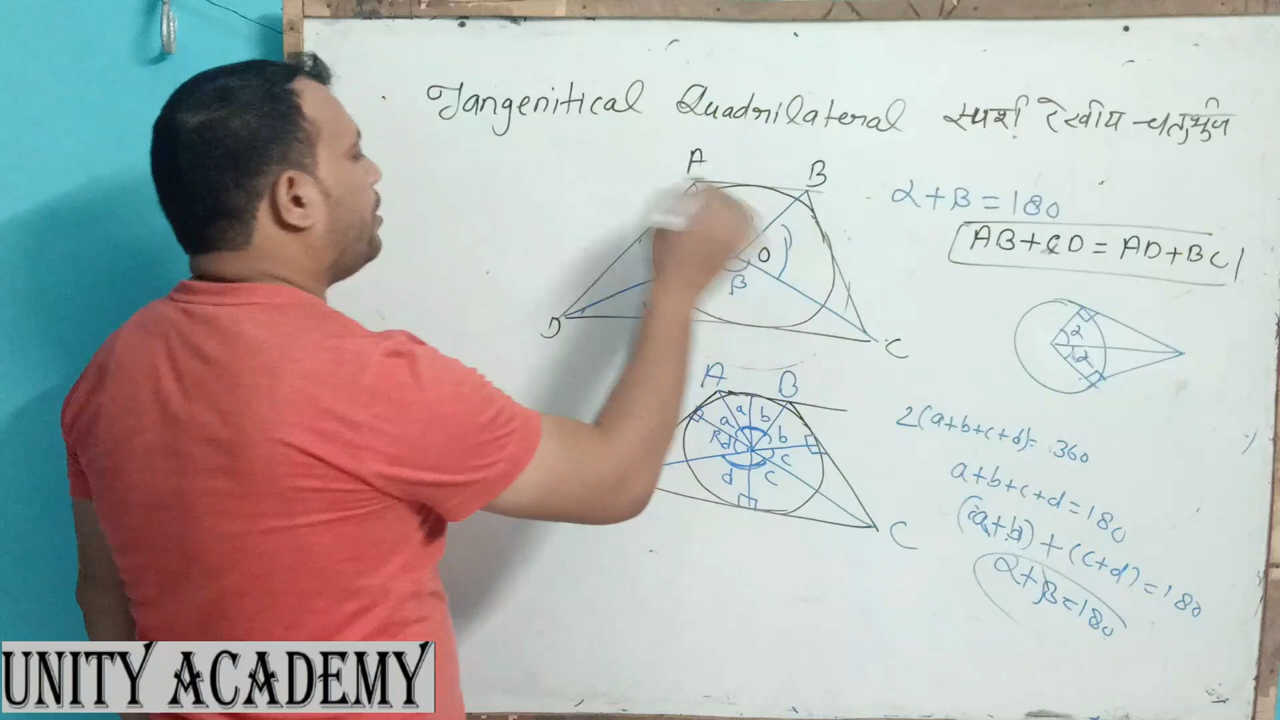 Tangenitical Quadrilateral स्पर्श रेखीय चतुर्भुज
A
B
α+β=180
AB+CD=AD+BC
O
β
D
C
α
α
A
B
a
a
b
b
R
d
c
d
c
C
2(a+b+c+d)=360
a+b+c+d=180
(a+b)+(c+d)=180
α+β=180
UNITY ACADEMY